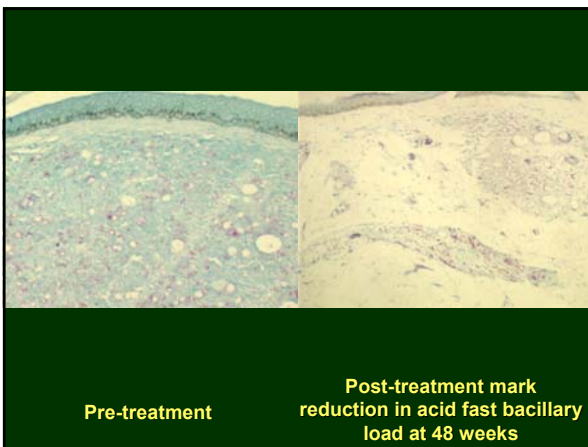 Pre-treatment
Post-treatment mark
reduction in acid fast bacillary
load at 48 weeks